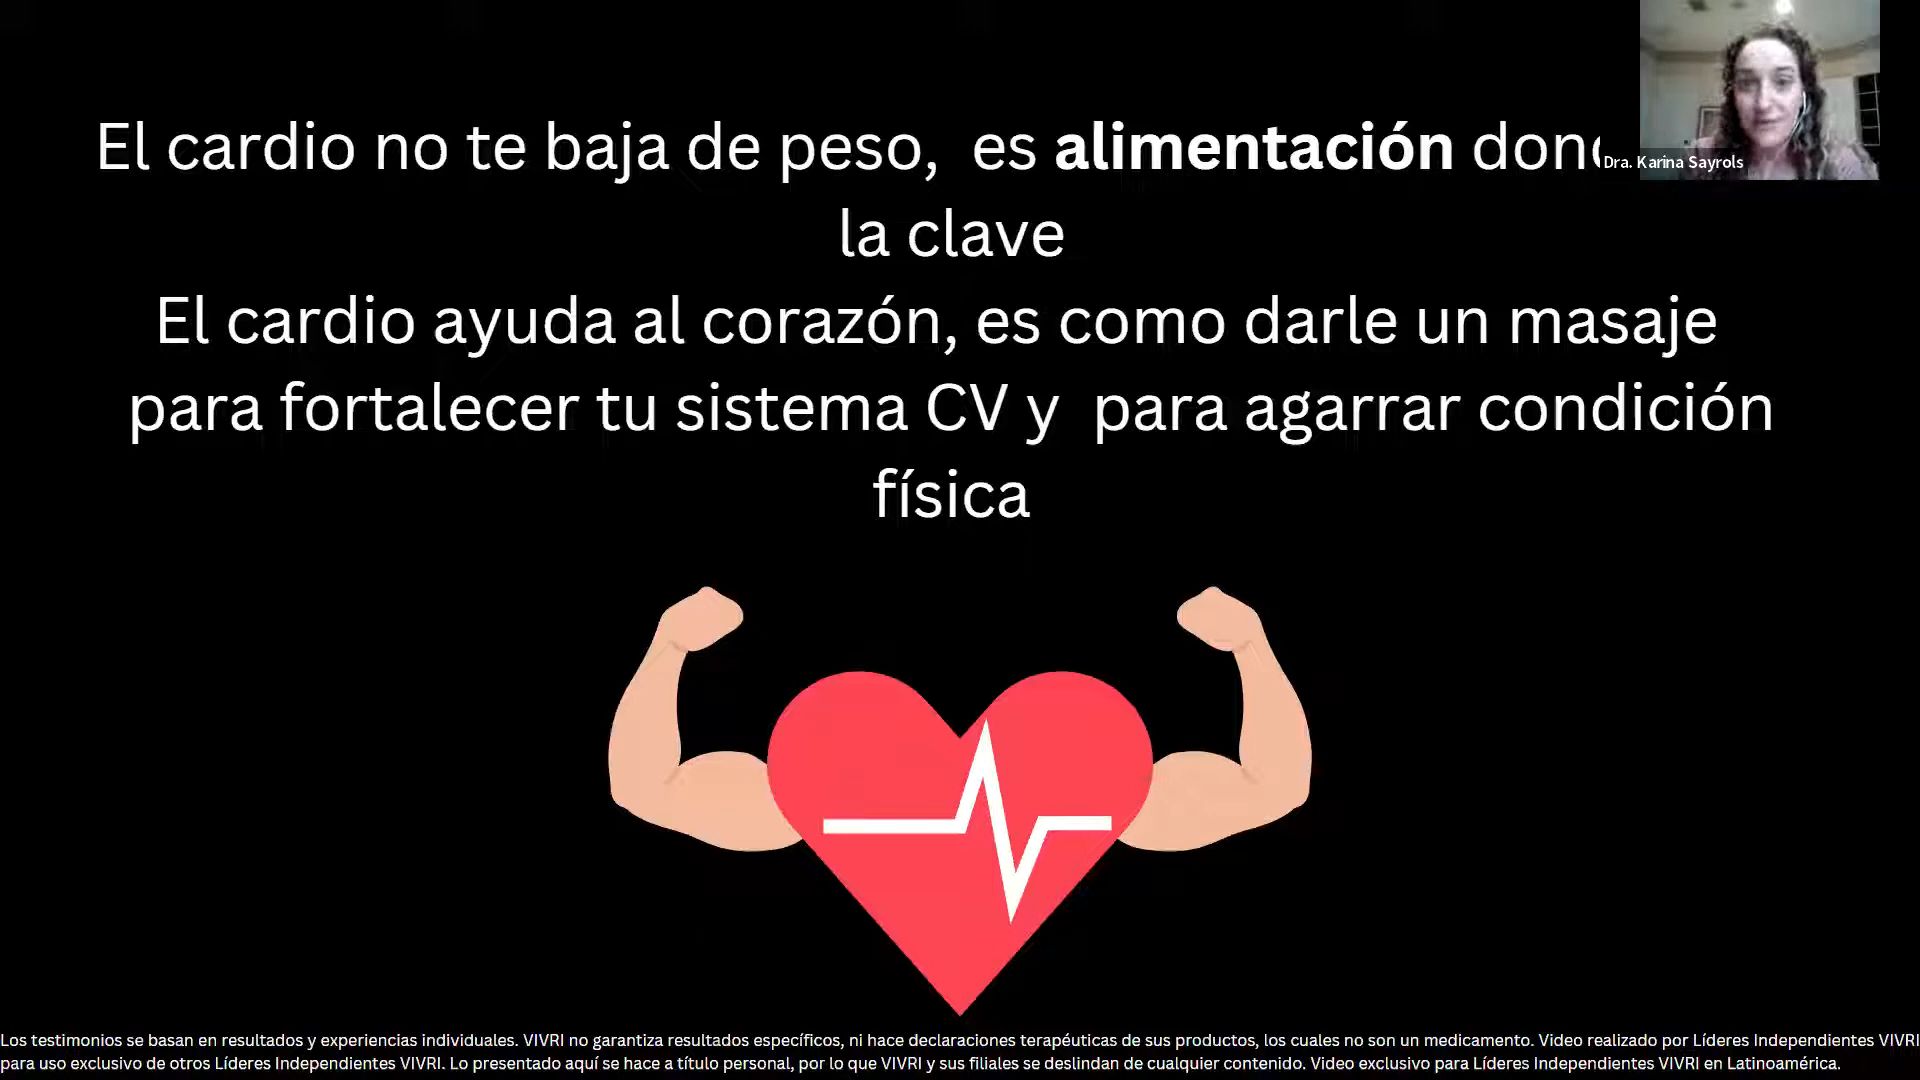 El cardio no te baja de peso, es alimentación
la clave
El cardio ayuda al corazón, es como darle un masaje
para fortalecer tu sistema CV y para agarrar condición
física
Dra. Karina Sayrols
Los testimonios se basan en resultados y experiencias individuales. VIVRI no garantiza resultados específicos, ni hace declaraciones terapéuticas de sus productos, los cuales no son un medicamento. Video realizado por Líderes Independientes VIVRI
para uso exclusivo de otros Líderes Independientes VIVRI. Lo presentado aquí se hace a título personal, por lo que VIVRI y sus filiales se deslindan de cualquier contenido. Video exclusivo para Líderes Independientes VIVRI en Latinoamérica.